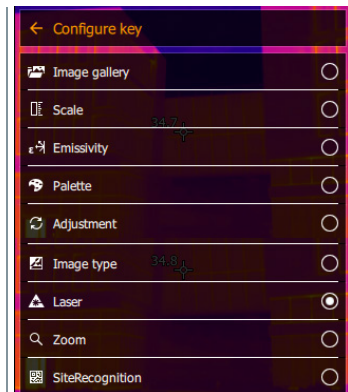 Configure key
Image gallery
Scale
34.7
Emissivity
Palette
Adjustment
Image type
34.8
Laser
Zoom
SiteRecognition